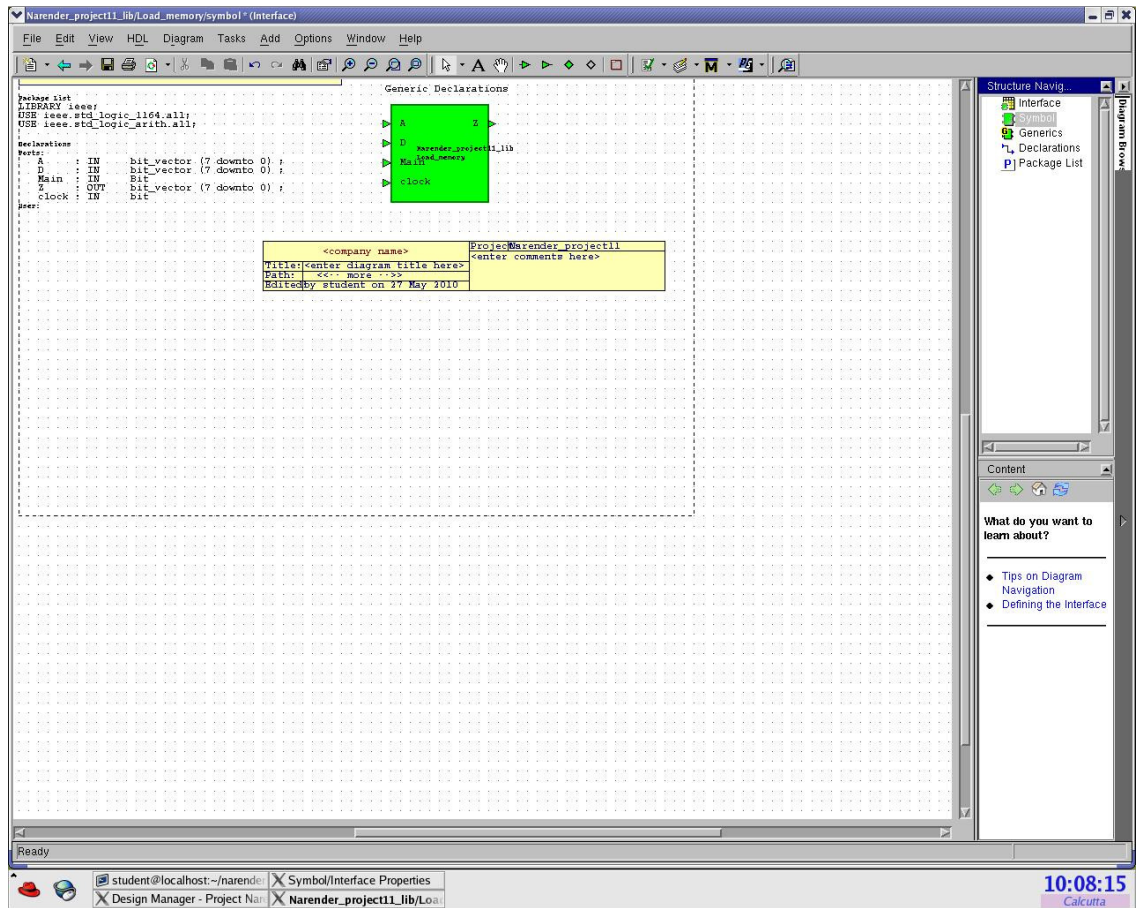 Narender_project11_lib/Load_memory/symbol * (Interface)
File Edit View HDL Diagram Tasks Add Options Window Help
Package List
LIBRARY ieee;
USE ieee.std_logic_1164.all;
USE ieee.std_logic_arith.all;
Declarations
Ports:
A : IN bit_vector (7 downto 0) ;
D : IN bit_vector (7 downto 0) ;
Main : IN Bit
Z : OUT bit_vector (7 downto 0) ;
clock : IN bit
User:
Generic Declarations
A Z
D
Narender_project11_lib
Load_memory
Main
clock
<company name>
Title: <enter diagram title here>
Path: <<-- more -->>
Edited by student on 27 May 2010
Project: Narender_project11
<enter comments here>
Structure Navig...
Interface
Symbol
Generics
Declarations
Package List
Diagram Brows
Content
What do you want to
learn about?
Tips on Diagram
Navigation
Defining the Interface
Ready
student@localhost:~/narender
Symbol/Interface Properties
Design Manager - Project Nar
Narender_project11_lib/Loa
10:08:15
Calcutta